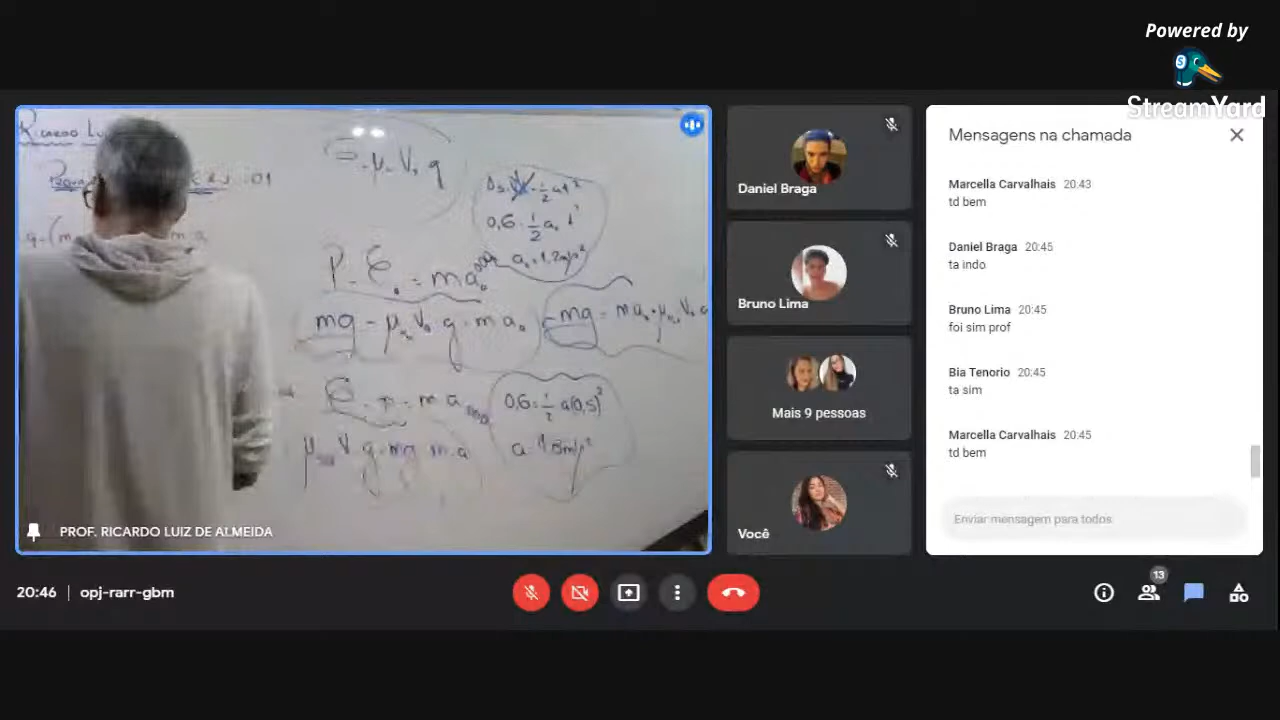 Powered by
StreamYard
Ricardo Lu
E = μ . V . g
Δs = ½ at²
0,6 = ½ a. 1²
a. = 1,2 m/s²
P - E. = ma.
mg - μ V. g = m a.
mg = ma. + μ V. g
E - P = m a
0,6 = ½ a (0,5)²
μ V g - mg = m . a
PROF. RICARDO LUIZ DE ALMEIDA
Daniel Braga
Bruno Lima
Mais 9 pessoas
Você
Mensagens na chamada
Marcella Carvalhais 20:43
td bem
Daniel Braga 20:45
ta indo
Bruno Lima 20:45
foi sim prof
Bia Tenorio 20:45
ta sim
Marcella Carvalhais 20:45
td bem
Enviar mensagem para todos
20:46 | opj-rarr-gbm
13